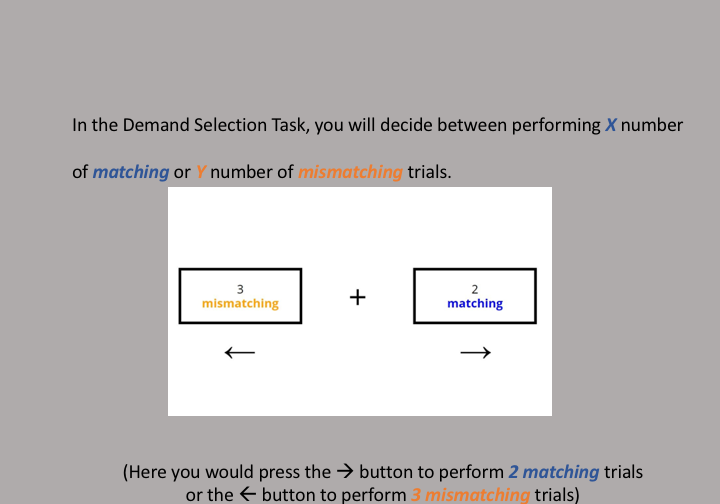 In the Demand Selection Task, you will decide between performing X number
of matching or Y number of mismatching trials.
3
mismatching
+
2
matching
← →
(Here you would press the → button to perform 2 matching trials
or the ← button to perform 3 mismatching trials)